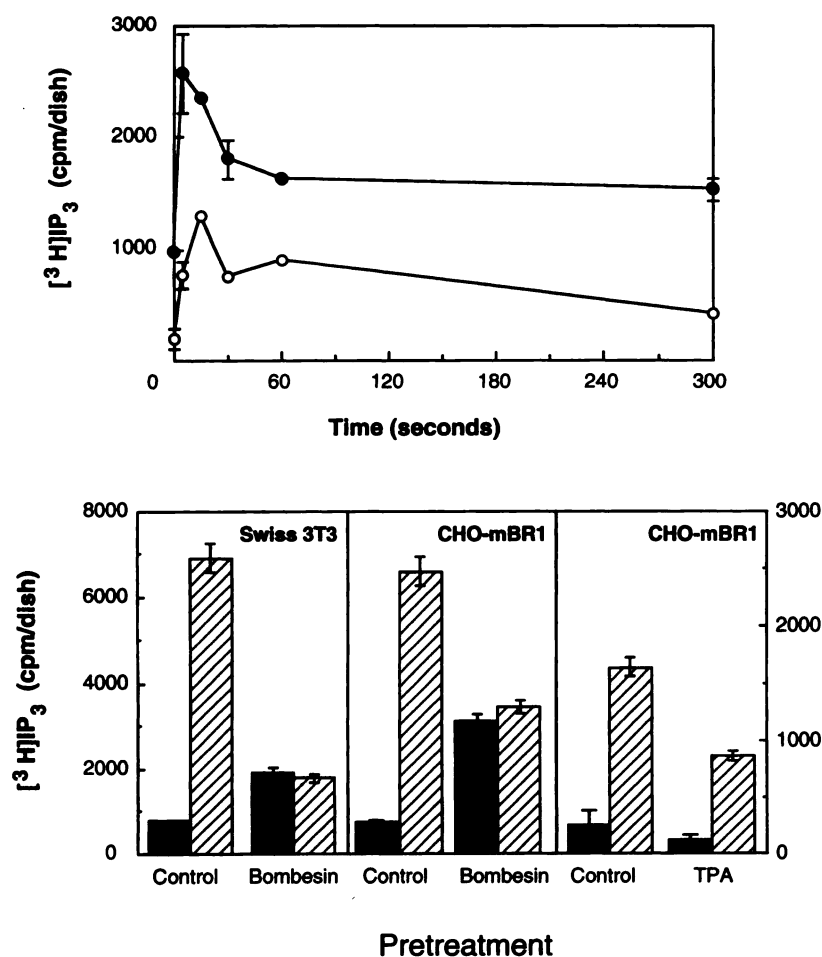 3000
2000
1000
[³H]IP₃ (cpm/dish)
0 60 120 180 240 300
Time (seconds)
8000 Swiss 3T3 CHO-mBR1 CHO-mBR1 3000
6000
2000
4000
1000
2000
0 0
[³H]IP₃ (cpm/dish)
Control Bombesin Control Bombesin Control TPA
Pretreatment